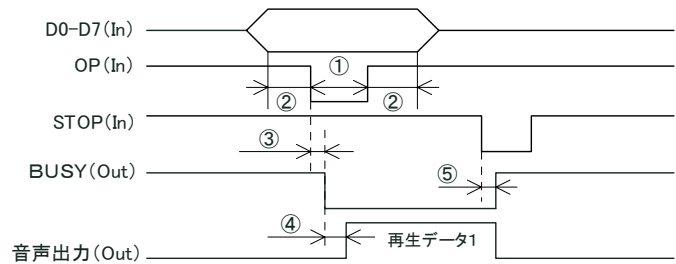 D0-D7(In)
OP(In)
①
② ②
STOP(In)
③
BUSY(Out)
⑤
④
再生データ1
音声出力(Out)